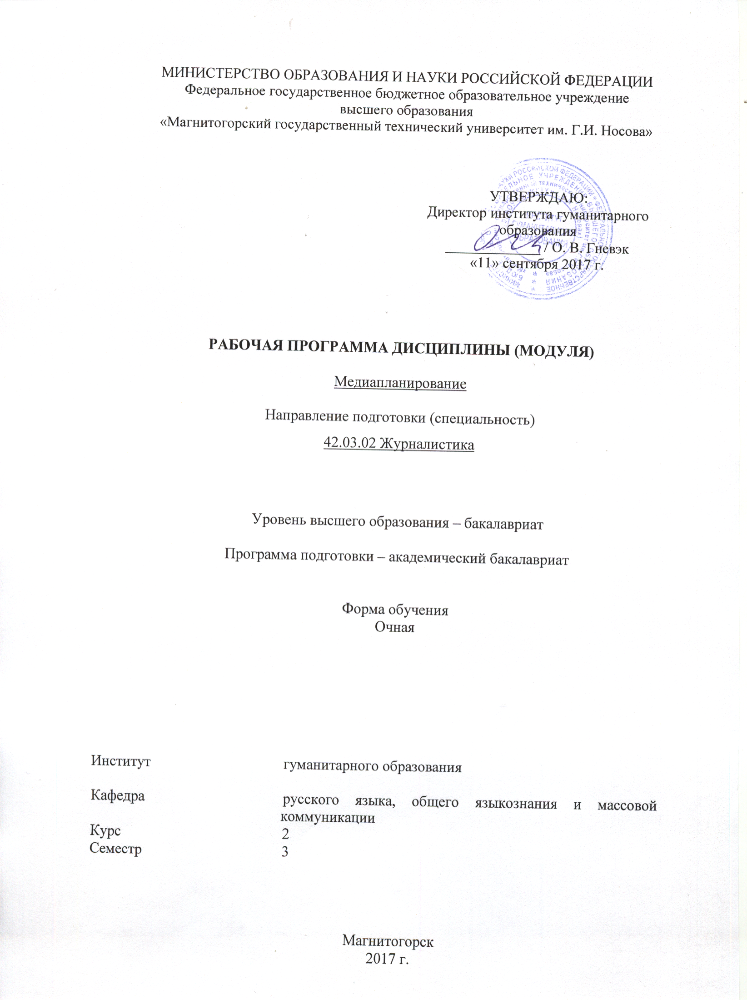 МИНИСТЕРСТВО ОБРАЗОВАНИЯ И НАУКИ РОССИЙСКОЙ ФЕДЕРАЦИИ
Федеральное государственное бюджетное образовательное учреждение
высшего образования
«Магнитогорский государственный технический университет им. Г.И. Носова»
УТВЕРЖДАЮ:
Директор института гуманитарного
образования
/ О. В. Гневэк
«11» сентября 2017 г.
РАБОЧАЯ ПРОГРАММА ДИСЦИПЛИНЫ (МОДУЛЯ)
Медиапланирование
Направление подготовки (специальность)
42.03.02 Журналистика
Уровень высшего образования – бакалавриат
Программа подготовки – академический бакалавриат
Форма обучения
Очная
Институт гуманитарного образования
Кафедра русского языка, общего языкознания и массовой
коммуникации
Курс 2
Семестр 3
Магнитогорск
2017 г.